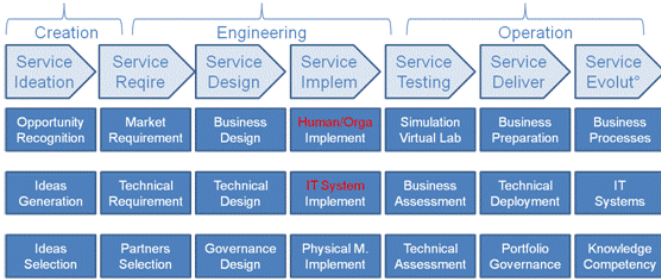 Creation Engineering Operation
Service Ideation
Service Reqire
Service Design
Service Implem
Service Testing
Service Deliver
Service Evolut°
Opportunity Recognition
Market Requirement
Business Design
Human/Orga Implement
Simulation Virtual Lab
Business Preparation
Business Processes
Ideas Generation
Technical Requirement
Technical Design
IT System Implement
Business Assessment
Technical Deployment
IT Systems
Ideas Selection
Partners Selection
Governance Design
Physical M. Implement
Technical Assessment
Portfolio Governance
Knowledge Competency